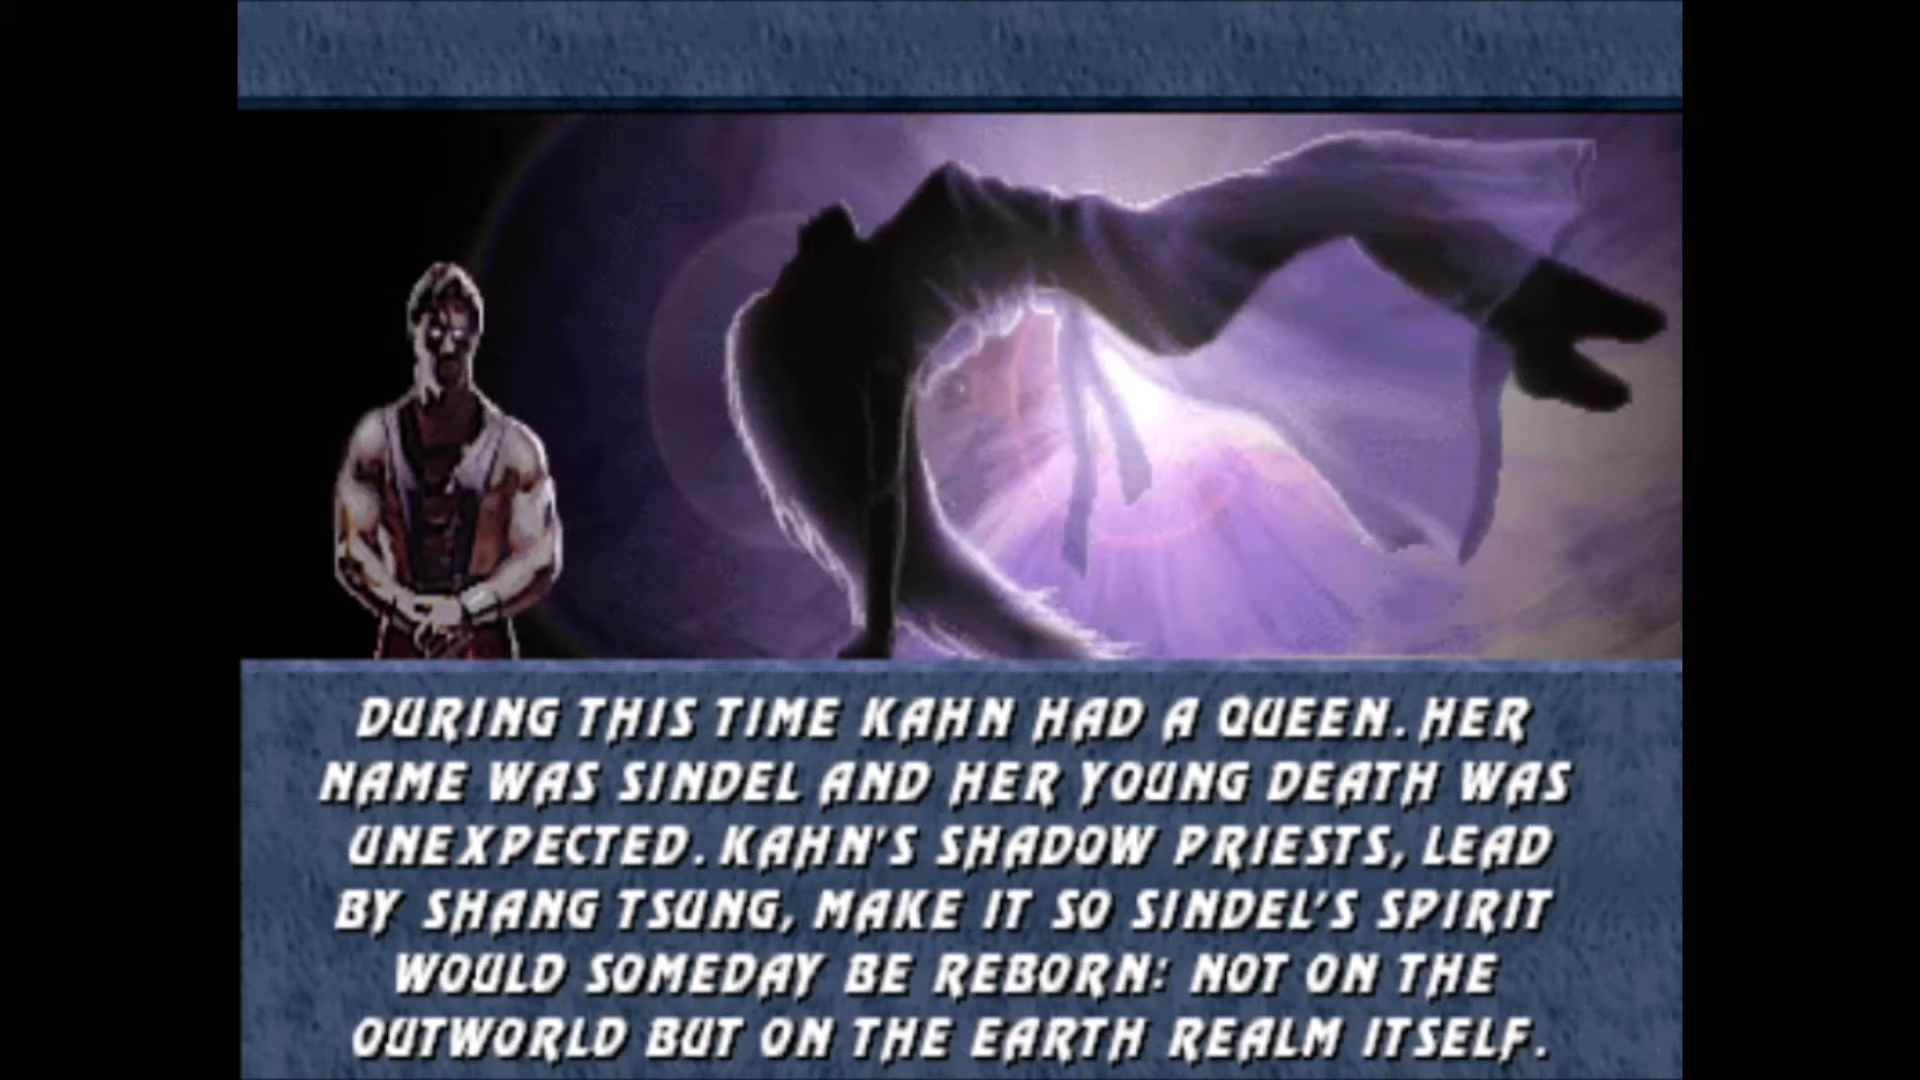 DURING THIS TIME KAHN HAD A QUEEN. HER
NAME WAS SINDEL AND HER YOUNG DEATH WAS
UNEXPECTED. KAHN'S SHADOW PRIESTS, LEAD
BY SHANG TSUNG, MAKE IT SO SINDEL'S SPIRIT
WOULD SOMEDAY BE REBORN: NOT ON THE
OUTWORLD BUT ON THE EARTH REALM ITSELF.